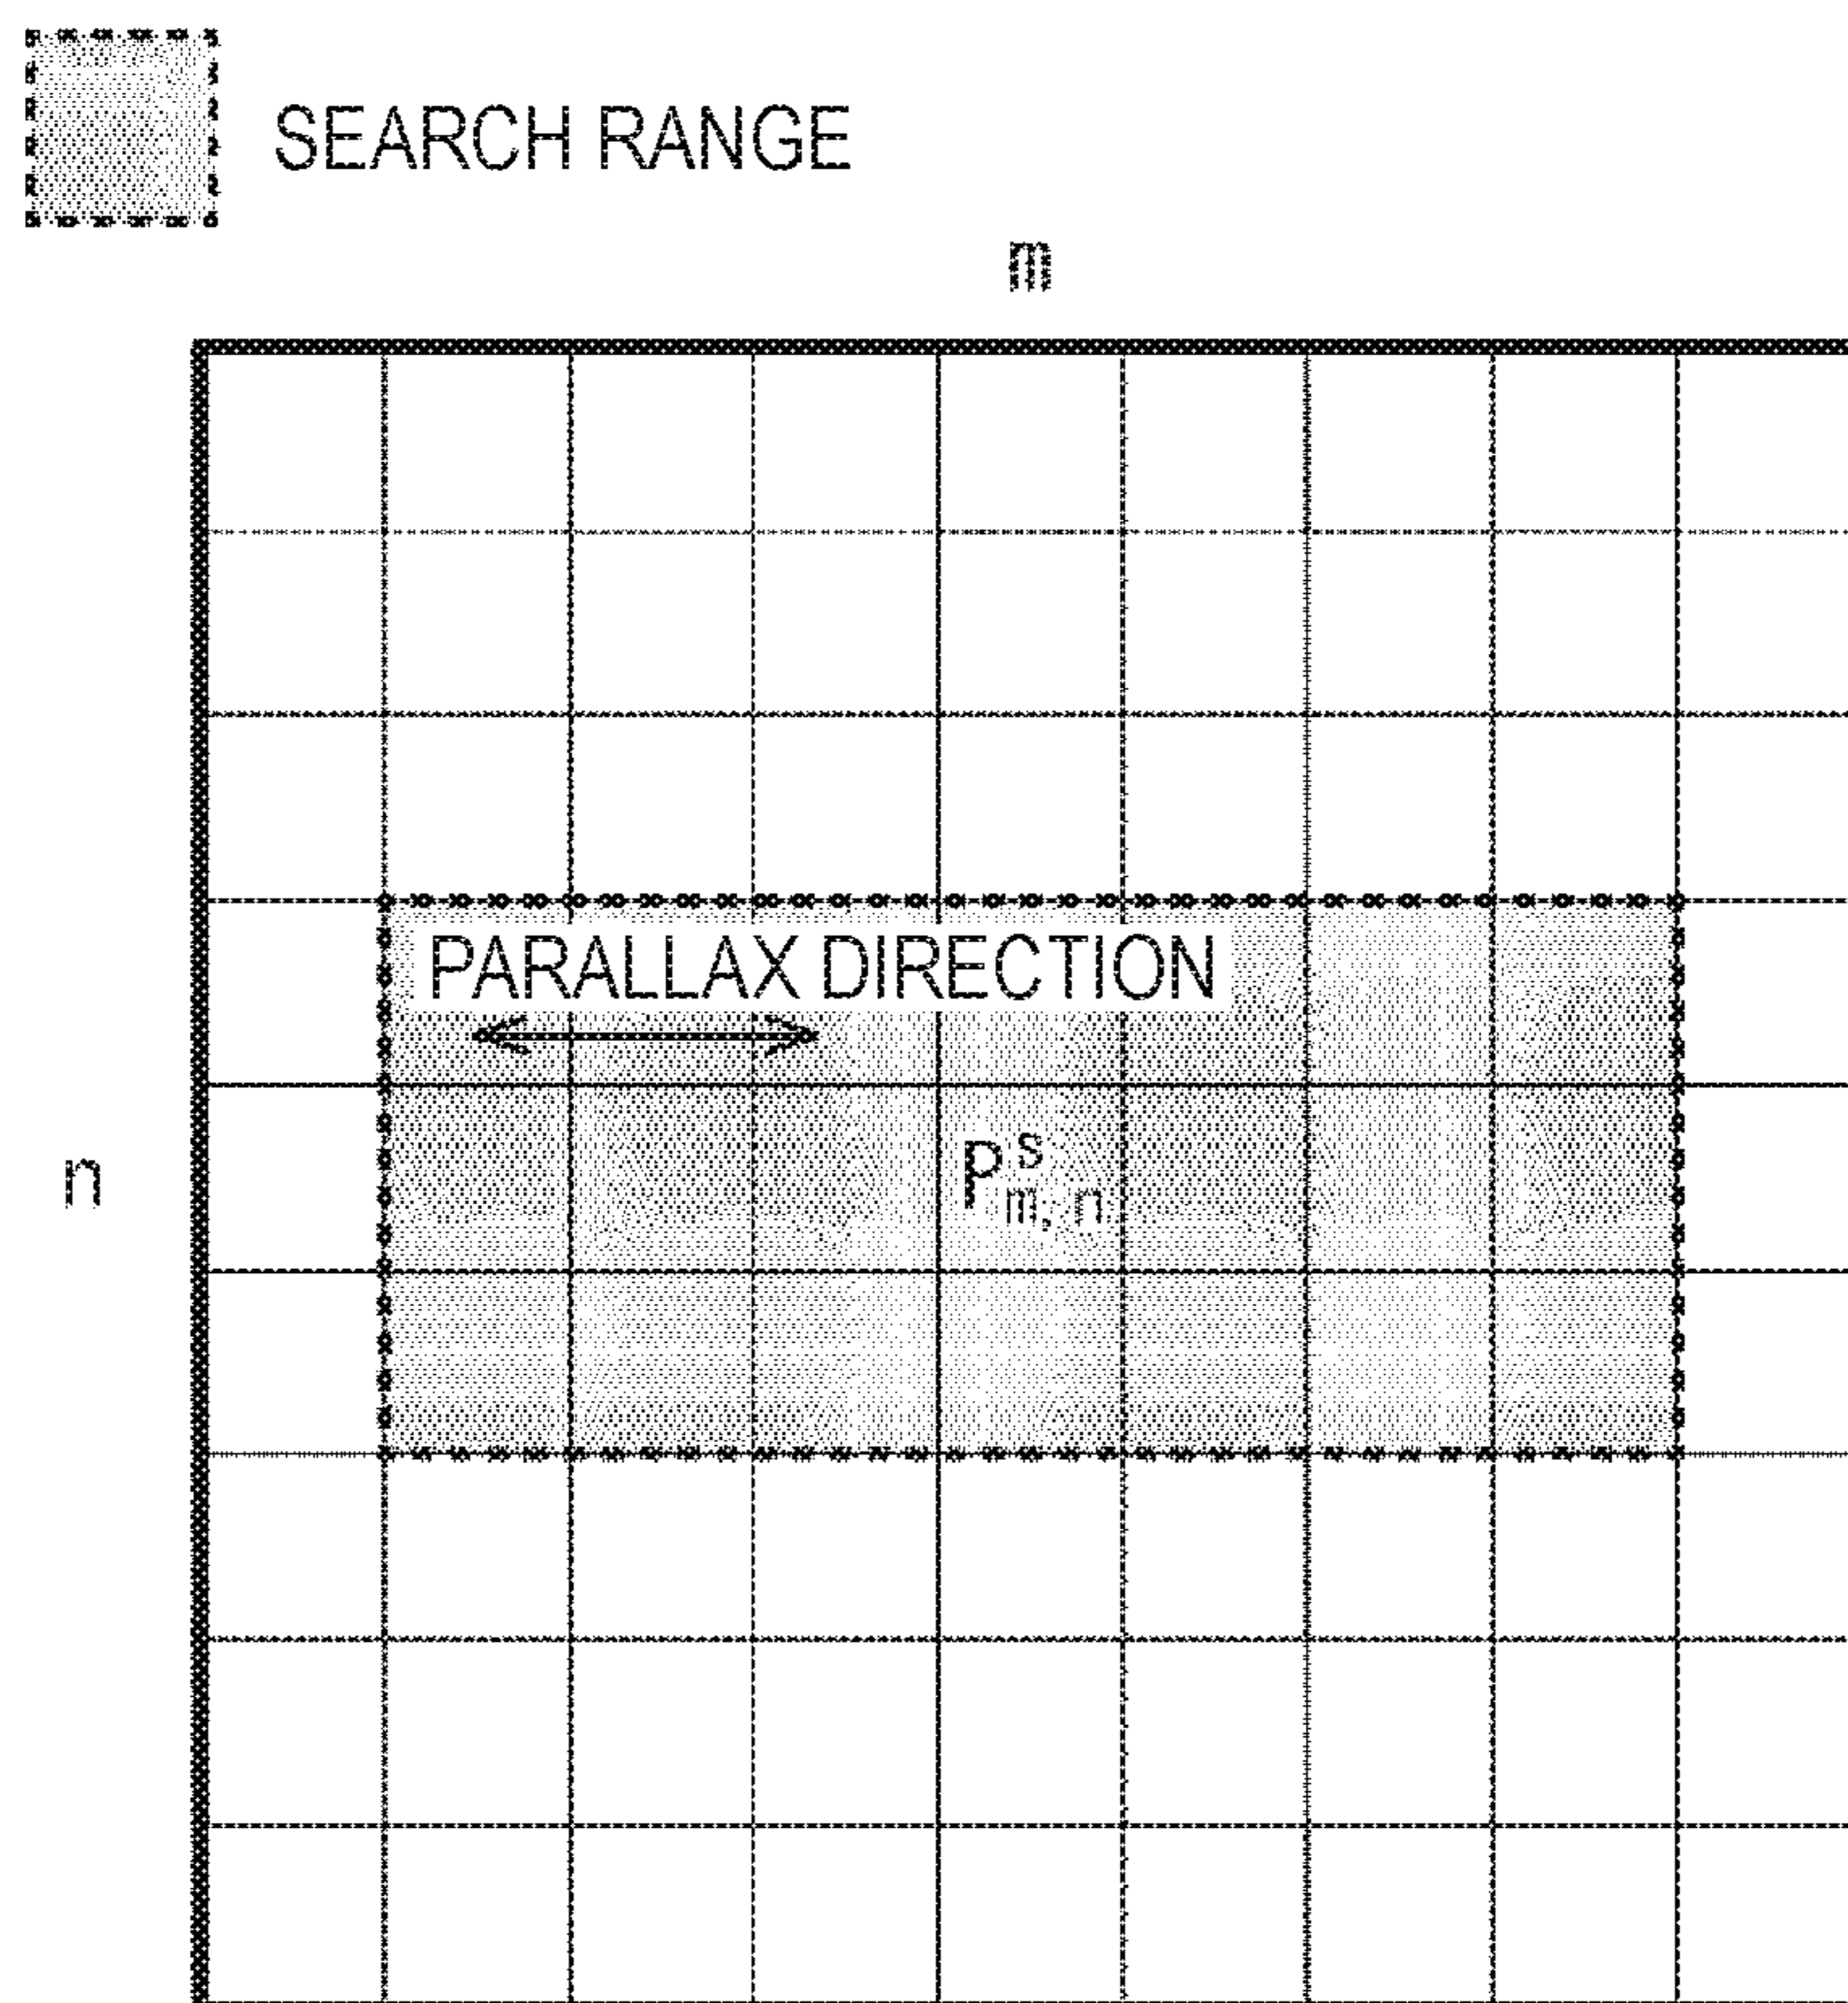 SEARCH RANGE
m
PARALLAX DIRECTION
n
P^S_{m, n}